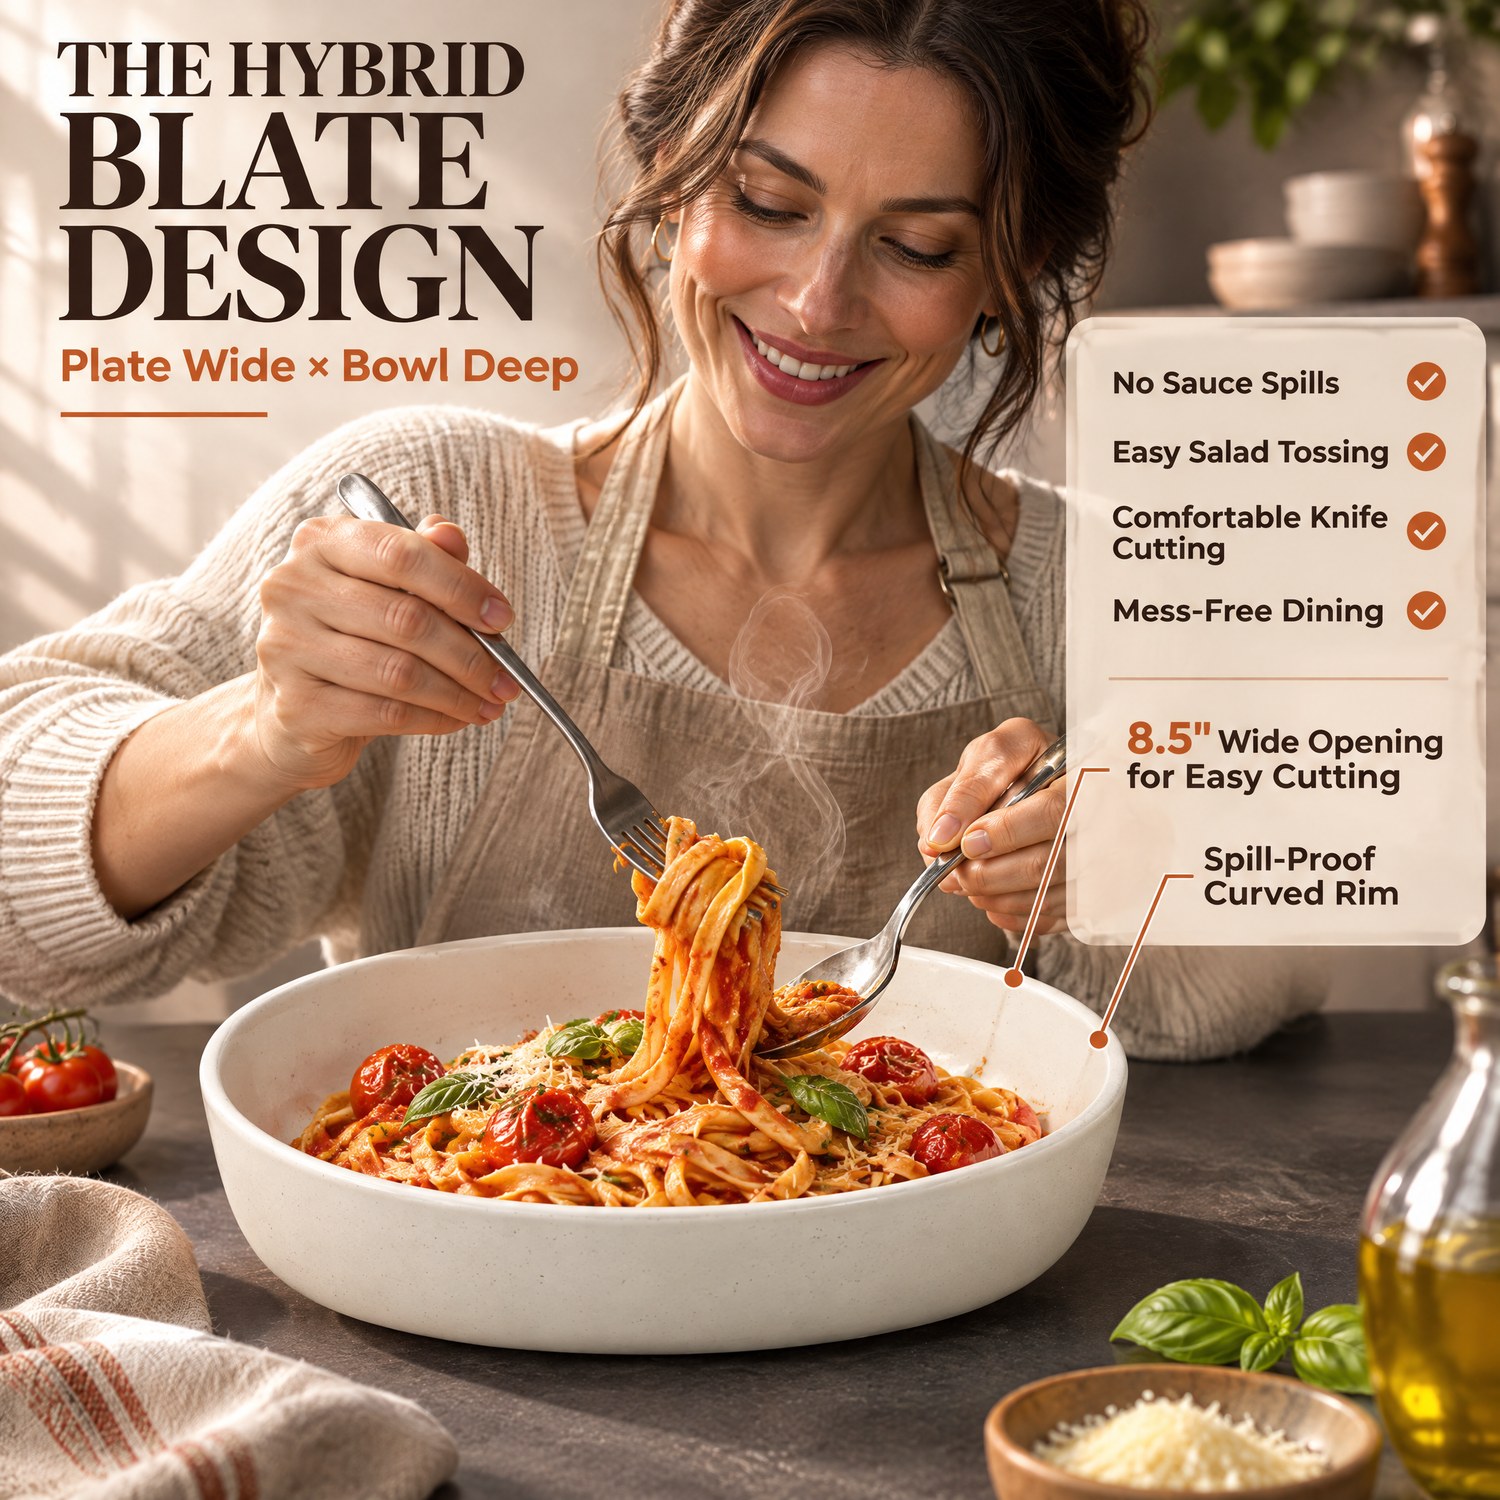 THE HYBRID
BLATE
DESIGN
Plate Wide × Bowl Deep
No Sauce Spills
Easy Salad Tossing
Comfortable Knife
Cutting
Mess-Free Dining
8.5" Wide Opening
for Easy Cutting
Spill-Proof
Curved Rim